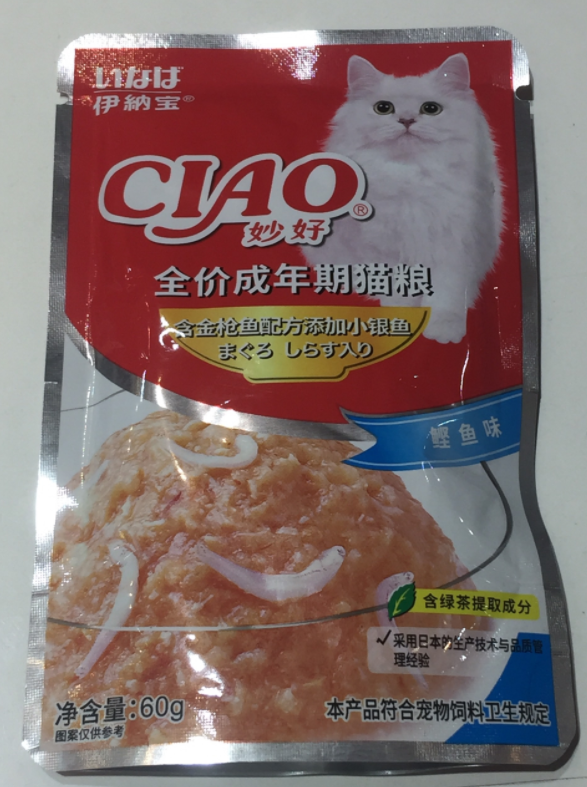 いなば
伊納宝®
CIAO®
妙好
全价成年期猫粮
含金枪鱼配方添加小银鱼
まぐろ しらす入り
鲣鱼味
含绿茶提取成分
✓采用日本的生产技术与品质管
理经验
净含量:60g
图案仅供参考
本产品符合宠物饲料卫生规定